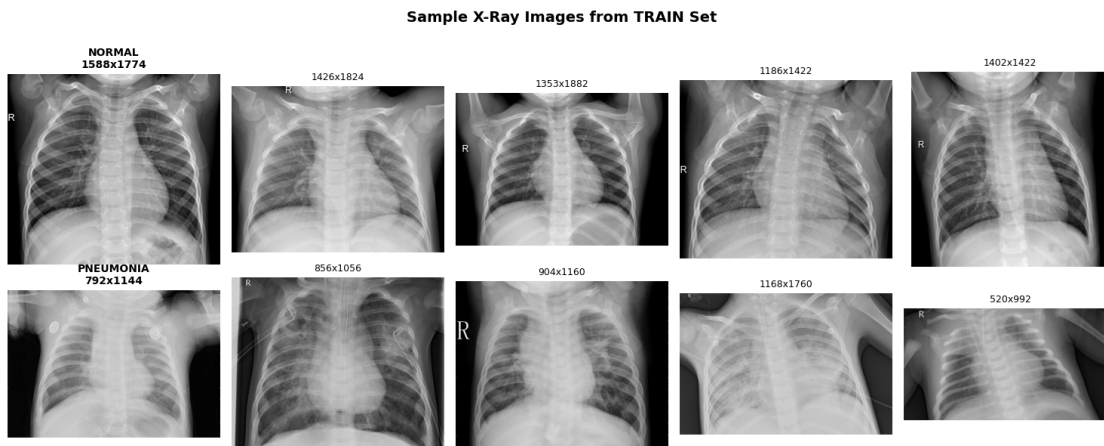 Sample X-Ray Images from TRAIN Set
NORMAL
1588x1774
1426x1824
1353x1882
1186x1422
1402x1422
R
R
R
R
R
PNEUMONIA
792x1144
856x1056
904x1160
1168x1760
520x992
R
R
R